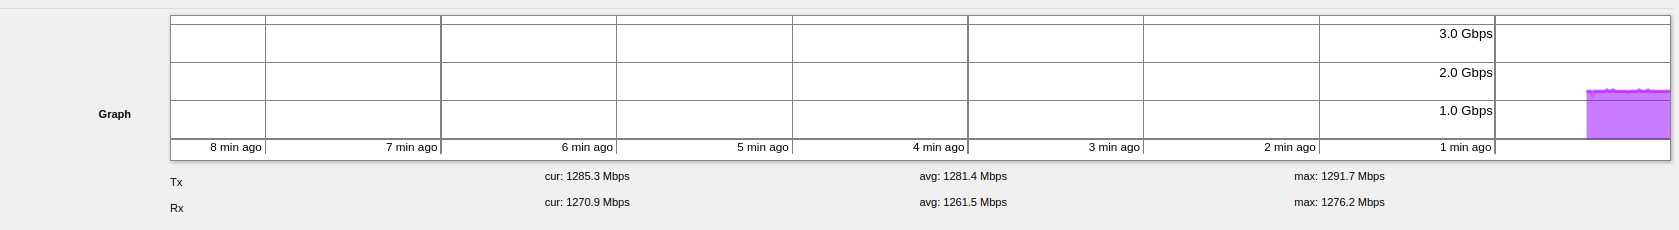 3.0 Gbps
2.0 Gbps
Graph
1.0 Gbps
8 min ago 7 min ago 6 min ago 5 min ago 4 min ago 3 min ago 2 min ago 1 min ago
Tx cur: 1285.3 Mbps avg: 1281.4 Mbps max: 1291.7 Mbps
Rx cur: 1270.9 Mbps avg: 1261.5 Mbps max: 1276.2 Mbps